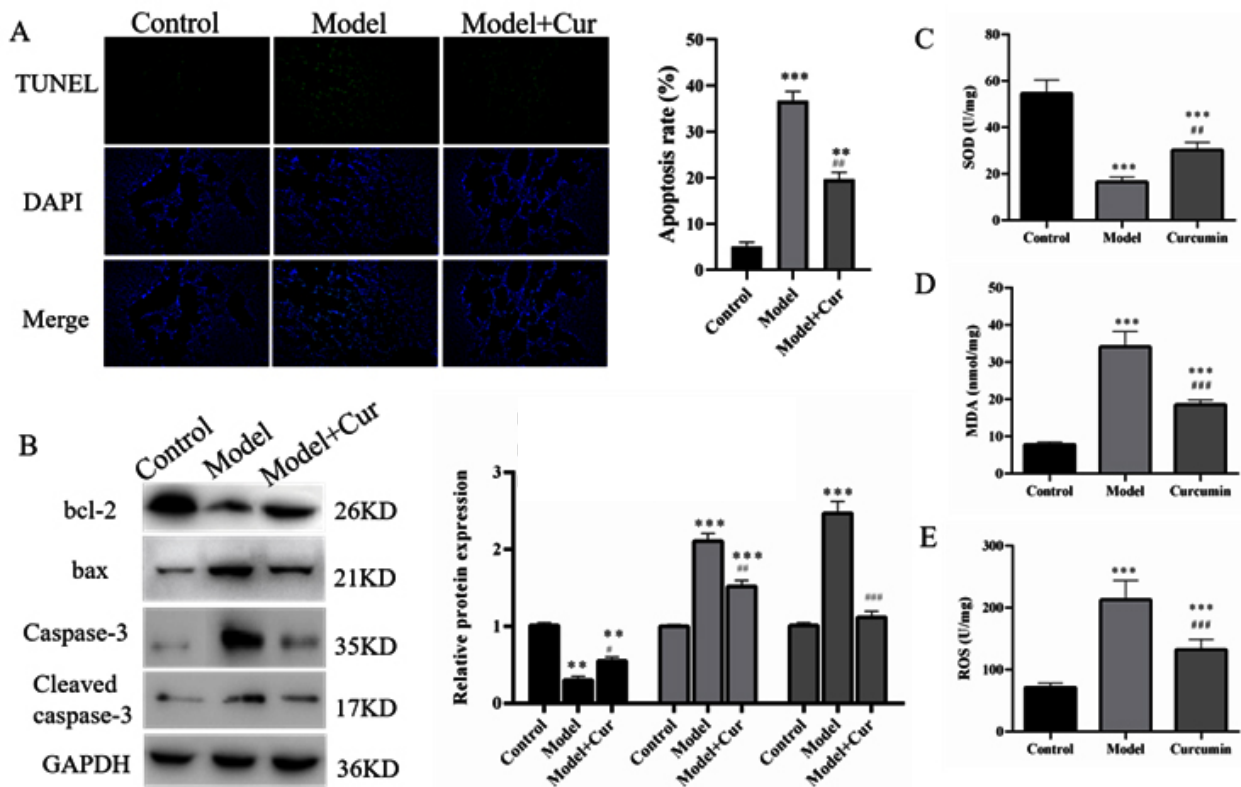 A
Control Model Model+Cur
TUNEL
DAPI
Merge
Apoptosis rate (%)
50
40
30
20
10
0
***
**
##
Control Model Model+Cur
B
Control Model Model+Cur
bcl-2 26KD
bax 21KD
Caspase-3 35KD
Cleaved
caspase-3 17KD
GAPDH 36KD
Relative protein expression
3
2
1
0
**
**
#
***
***
##
***
###
Control Model Model+Cur Control Model Model+Cur Control Model Model+Cur
C
SOD (U/mg)
80
60
40
20
0
***
***
##
Control Model Curcumin
D
MDA (nmol/mg)
50
40
30
20
10
0
***
***
###
Control Model Curcumin
E
ROS (U/mg)
300
200
100
0
***
***
###
Control Model Curcumin